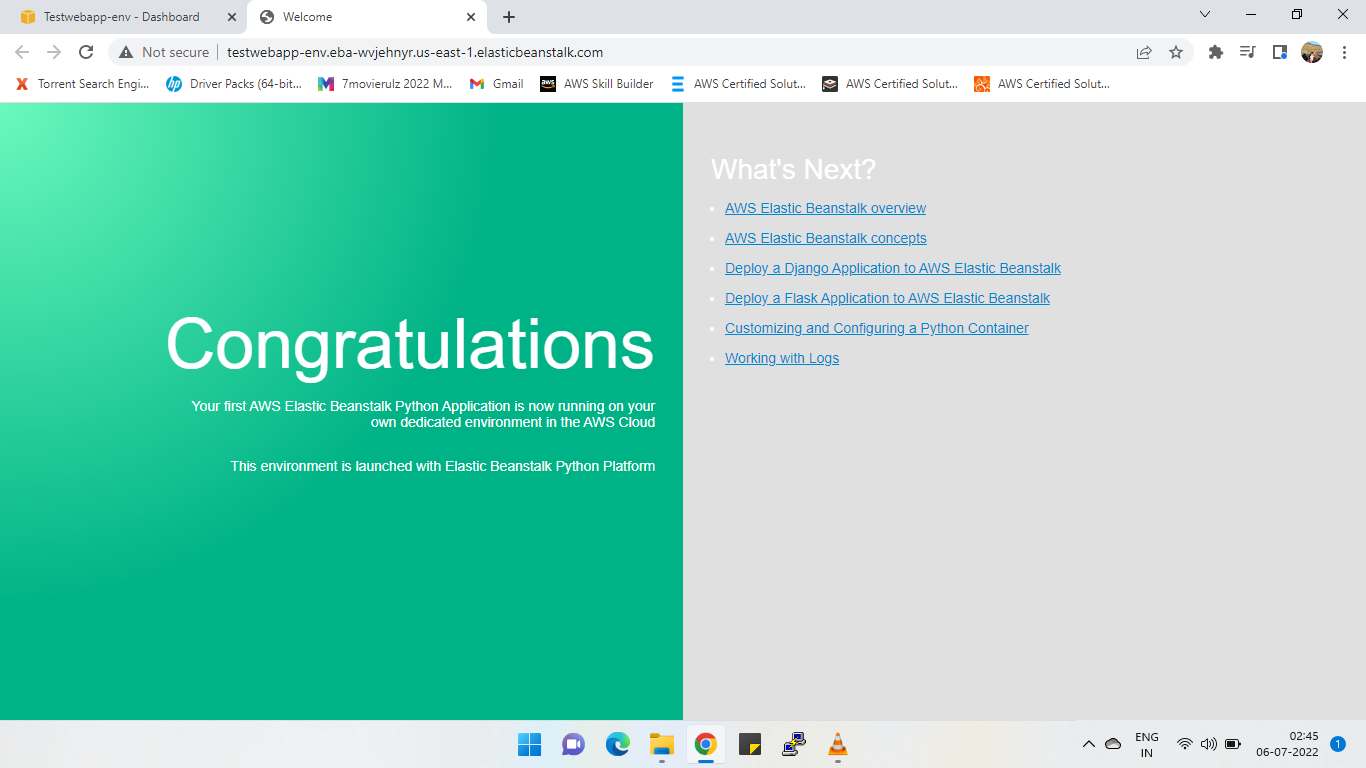 Testwebapp-env - Dashboard
Welcome
Not secure
testwebapp-env.eba-wvjehnyr.us-east-1.elasticbeanstalk.com
Torrent Search Engi...
Driver Packs (64-bit...
7movierulz 2022 M...
Gmail
aws
AWS Skill Builder
AWS Certified Solut...
AWS Certified Solut...
AWS Certified Solut...
Congratulations
Your first AWS Elastic Beanstalk Python Application is now running on your
own dedicated environment in the AWS Cloud
This environment is launched with Elastic Beanstalk Python Platform
What's Next?
AWS Elastic Beanstalk overview
AWS Elastic Beanstalk concepts
Deploy a Django Application to AWS Elastic Beanstalk
Deploy a Flask Application to AWS Elastic Beanstalk
Customizing and Configuring a Python Container
Working with Logs
ENG
IN
02:45
06-07-2022
1